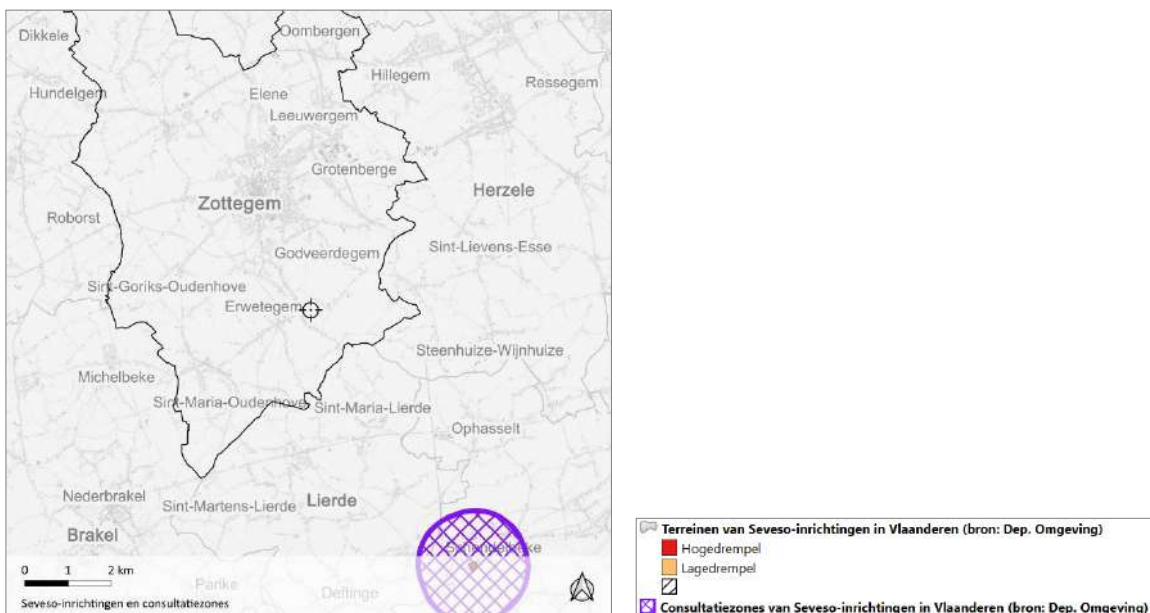 Dikkele
Oombergen
Hillegem
Ressegem
Hundelgem
Elene
Leeuwergem
Grotenberge
Herzele
Zottegem
Roborst
Godveerdegem
Sint-Lievens-Esse
Sint-Goriks-Oudenhove
Erwetegem
Steenhuize-Wijnhuize
Michelbeke
Sint-Maria-Oudenhove
Sint-Maria-Lierde
Ophasselt
Nederbrakel
Sint-Martens-Lierde
Lierde
Brakel
Schendelbeke
0 1 2 km
Parike
Deftinge
Seveso-inrichtingen en consultatiezones
Terreinen van Seveso-inrichtingen in Vlaanderen (bron: Dep. Omgeving)
Hogedrempel
Lagedrempel
Consultatiezones van Seveso-inrichtingen in Vlaanderen (bron: Dep. Omgeving)